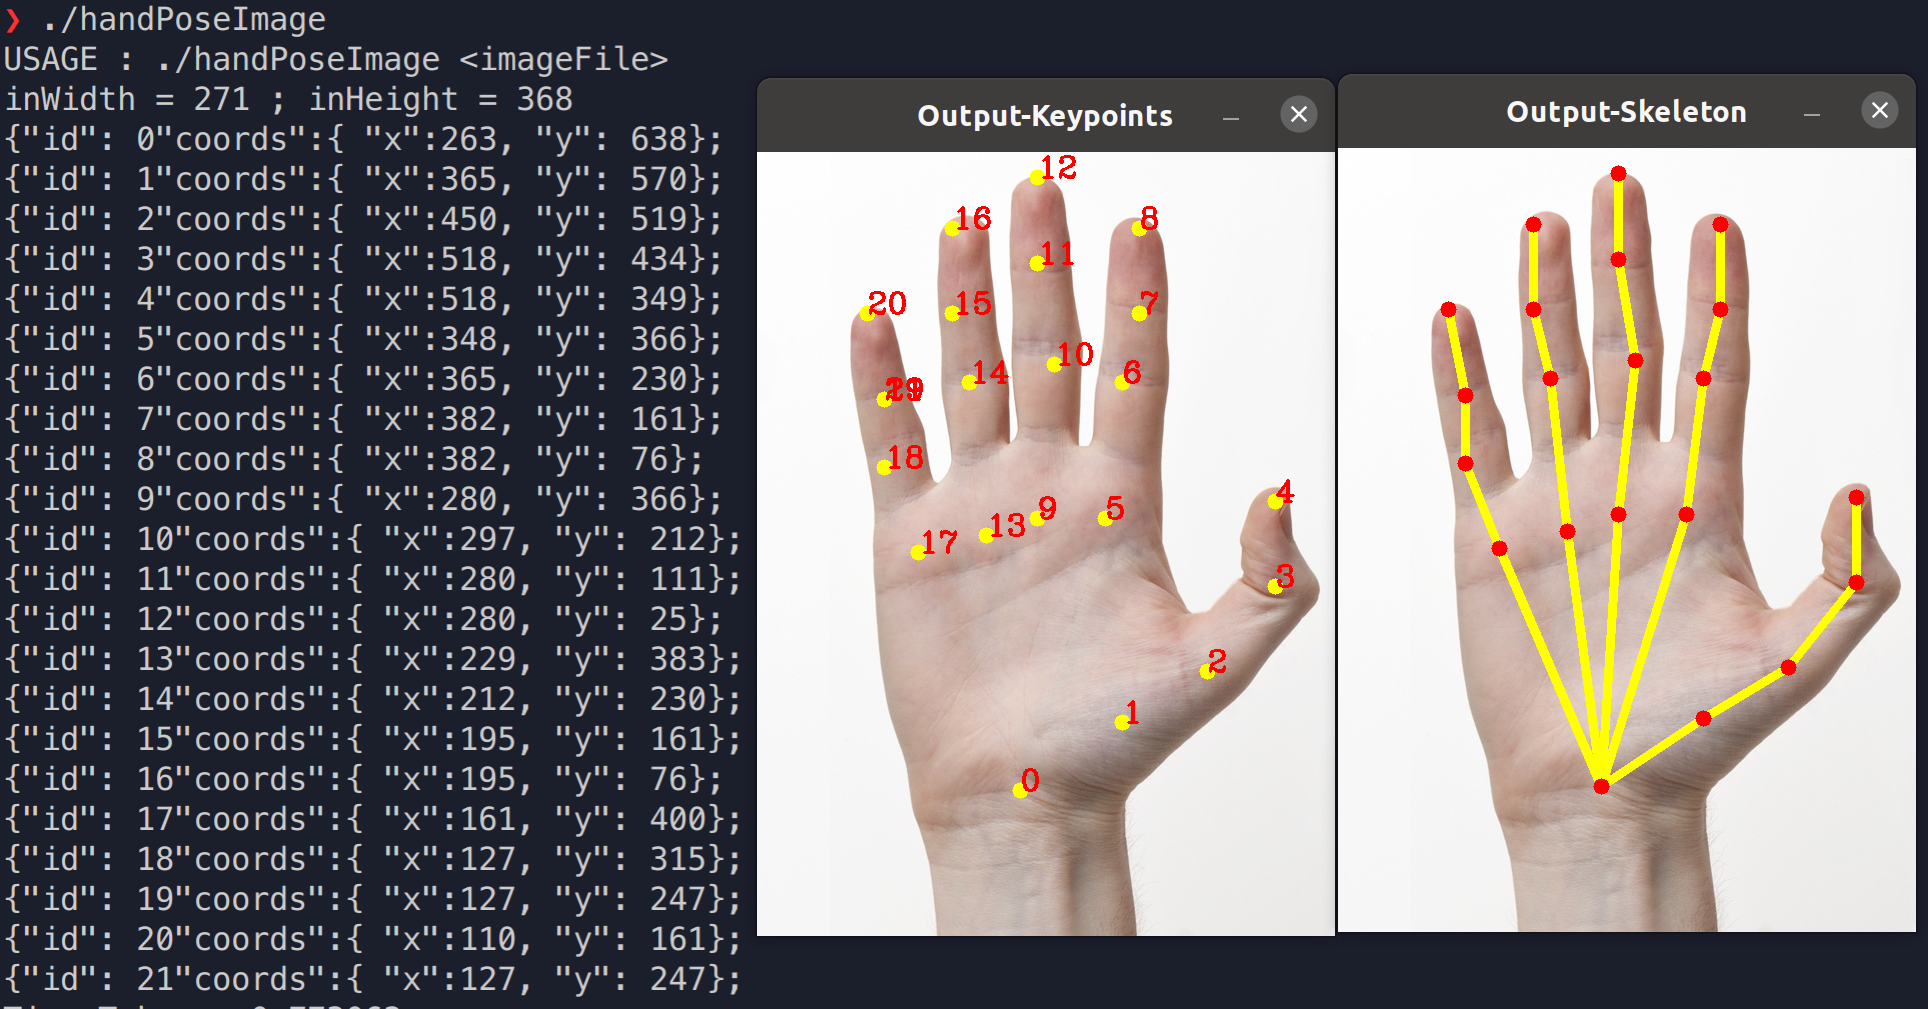 ❯ ./handPoseImage
USAGE : ./handPoseImage <imageFile>
inWidth = 271 ; inHeight = 368
{"id": 0"coords":{ "x":263, "y": 638};
{"id": 1"coords":{ "x":365, "y": 570};
{"id": 2"coords":{ "x":450, "y": 519};
{"id": 3"coords":{ "x":518, "y": 434};
{"id": 4"coords":{ "x":518, "y": 349};
{"id": 5"coords":{ "x":348, "y": 366};
{"id": 6"coords":{ "x":365, "y": 230};
{"id": 7"coords":{ "x":382, "y": 161};
{"id": 8"coords":{ "x":382, "y": 76};
{"id": 9"coords":{ "x":280, "y": 366};
{"id": 10"coords":{ "x":297, "y": 212};
{"id": 11"coords":{ "x":280, "y": 111};
{"id": 12"coords":{ "x":280, "y": 25};
{"id": 13"coords":{ "x":229, "y": 383};
{"id": 14"coords":{ "x":212, "y": 230};
{"id": 15"coords":{ "x":195, "y": 161};
{"id": 16"coords":{ "x":195, "y": 76};
{"id": 17"coords":{ "x":161, "y": 400};
{"id": 18"coords":{ "x":127, "y": 315};
{"id": 19"coords":{ "x":127, "y": 247};
{"id": 20"coords":{ "x":110, "y": 161};
{"id": 21"coords":{ "x":127, "y": 247};
Output-Keypoints
12
16
8
11
20
15
7
10
14
6
18
4
9
5
13
17
3
2
1
0
Output-Skeleton